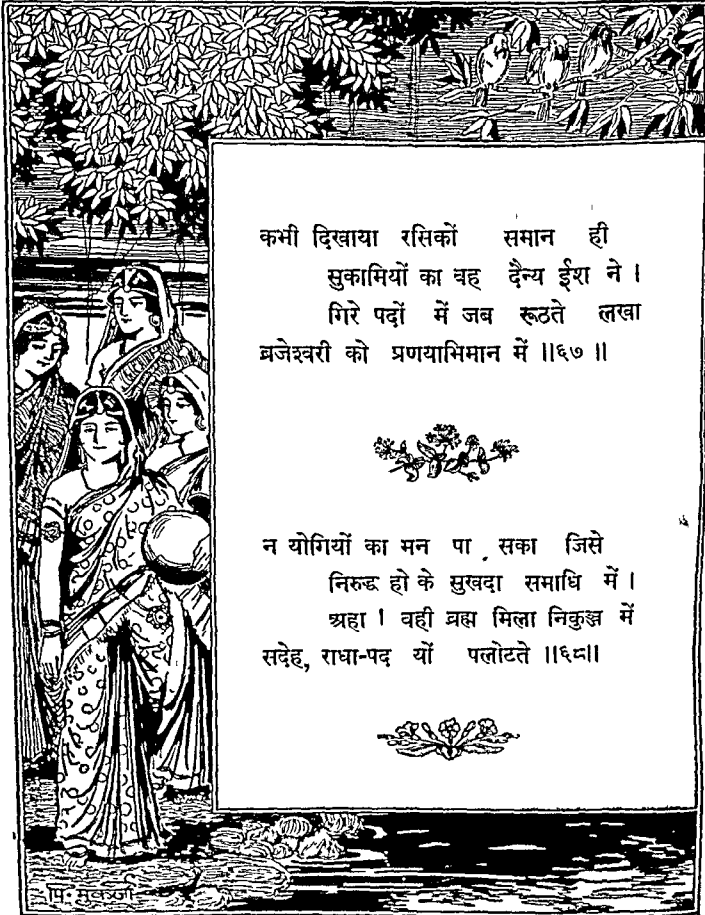 कभी दिखाया रसिकों समान ही
सुकामियों का वह दैन्य ईश ने ।
गिरे पदों में जब रूठते लखा
ब्रजेश्वरी को प्रणयाभिमान में ॥६७॥
न योगियों का मन पा सका जिसे
निरुद्ध हो के सुखदा समाधि में ।
अहा ! वही ब्रह्म मिला निकुञ्ज में
सदेह, राधा-पद यों पलोटते ॥६८॥
पि. मुकर्जी